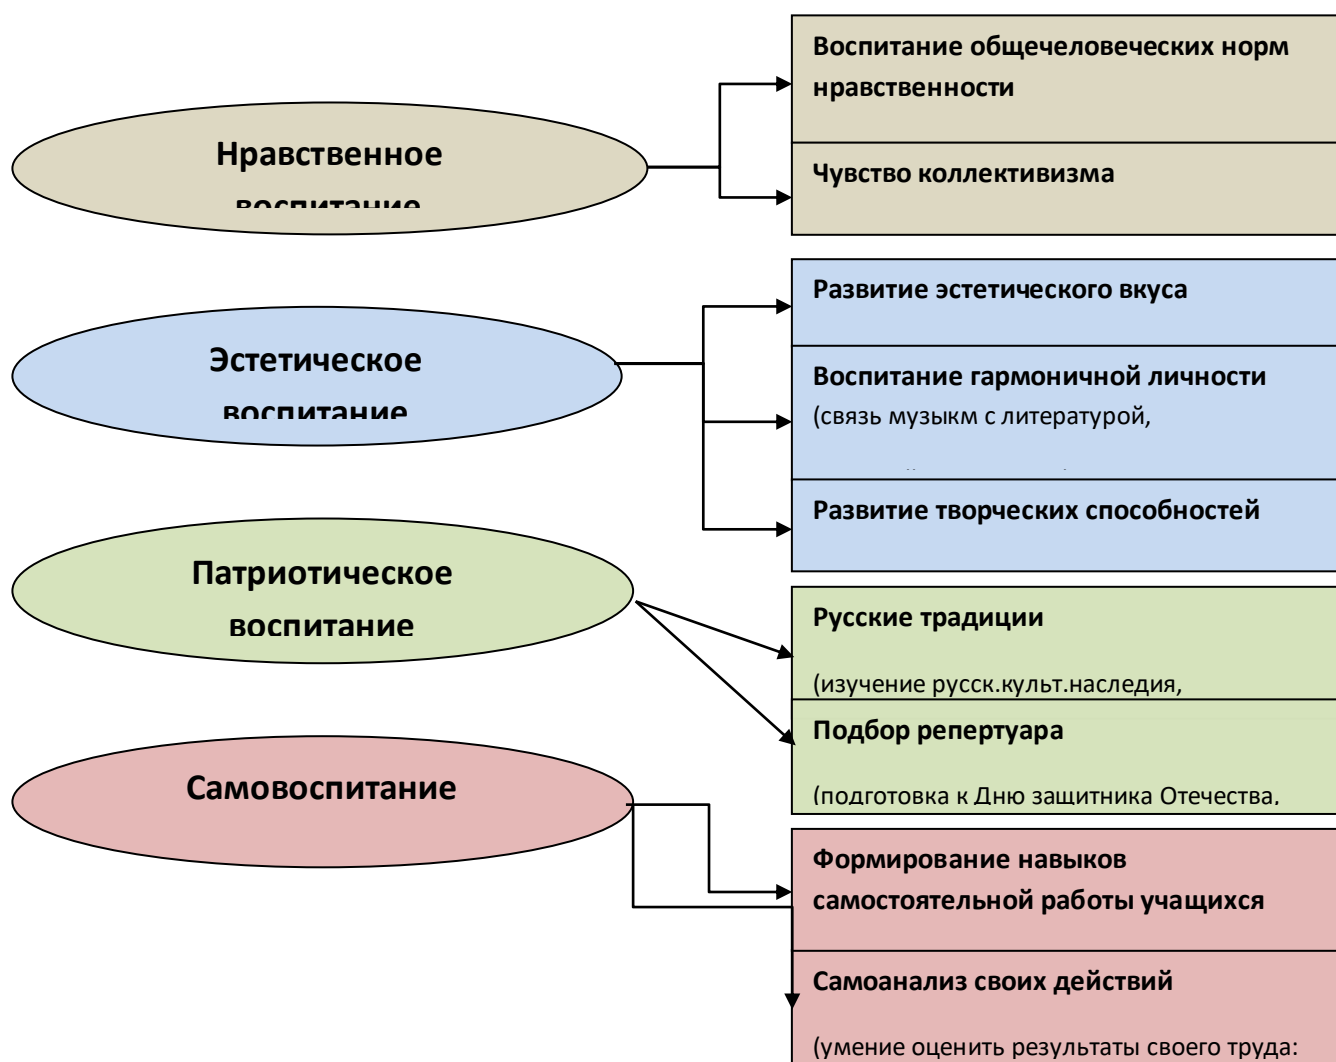 Нравственное
воспитание
Воспитание общечеловеческих норм
нравственности
Чувство коллективизма
Эстетическое
воспитание
Развитие эстетического вкуса
Воспитание гармоничной личности
(связь музыкм с литературой,
Развитие творческих способностей
Патриотическое
воспитание
Русские традиции
(изучение русск.культ.наследия,
Подбор репертуара
(подготовка к Дню защитника Отечества,
Самовоспитание
Формирование навыков
самостоятельной работы учащихся
Самоанализ своих действий
(умение оценить результаты своего труда: